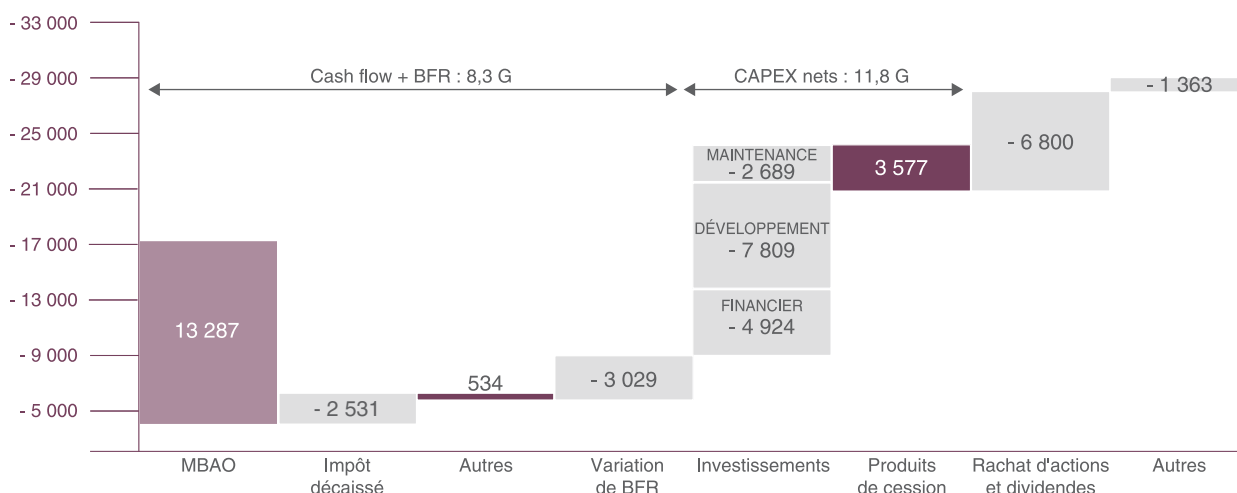 - 33 000
- 29 000
- 25 000
- 21 000
- 17 000
- 13 000
- 9 000
- 5 000
Cash flow + BFR : 8,3 G
CAPEX nets : 11,8 G
13 287
- 2 531
534
- 3 029
MAINTENANCE
- 2 689
DÉVELOPPEMENT
- 7 809
FINANCIER
- 4 924
3 577
- 6 800
- 1 363
MBAO
Impôt
décaissé
Autres
Variation
de BFR
Investissements
Produits
de cession
Rachat d'actions
et dividendes
Autres